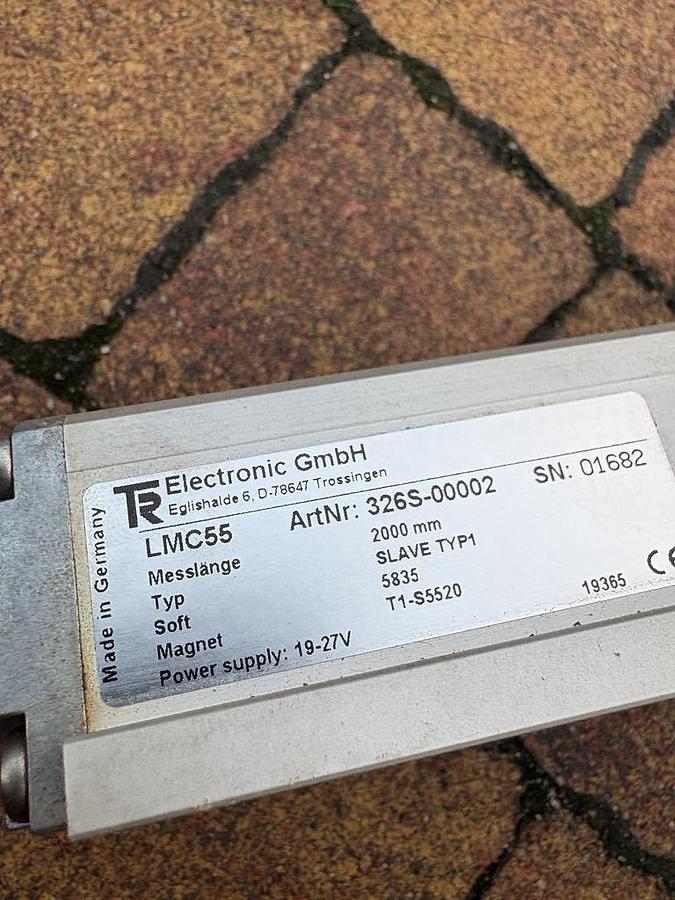 TR Electronic GmbH
Eglishalde 6, D-78647 Trossingen
LMC55 ArtNr: 326S-00002 SN: 01682
Messlänge 2000 mm
Typ SLAVE TYP1
Soft 5835
Magnet T1-S5520 19365
Power supply: 19-27V
Made in Germany
CE